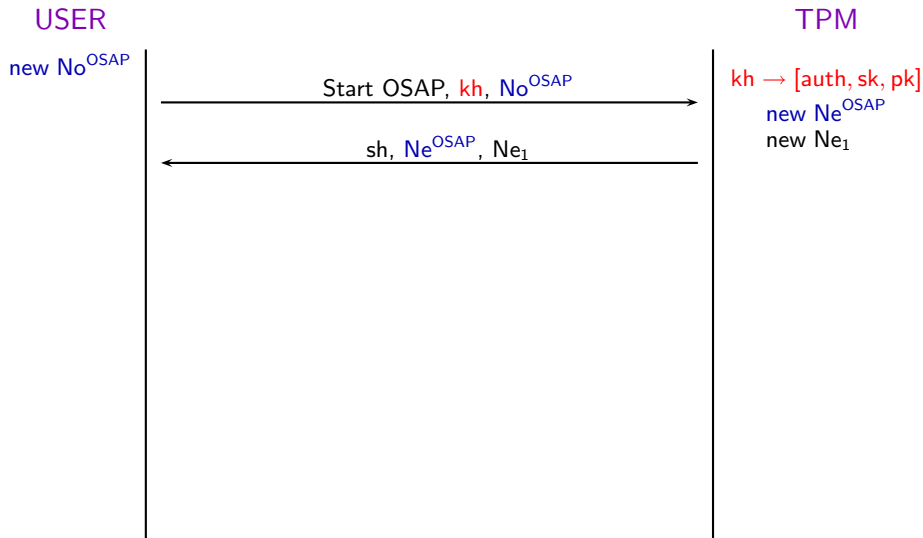 USER
TPM
new No^OSAP
kh → [auth, sk, pk]
Start OSAP, kh, No^OSAP
new Ne^OSAP
new Ne₁
sh, Ne^OSAP, Ne₁